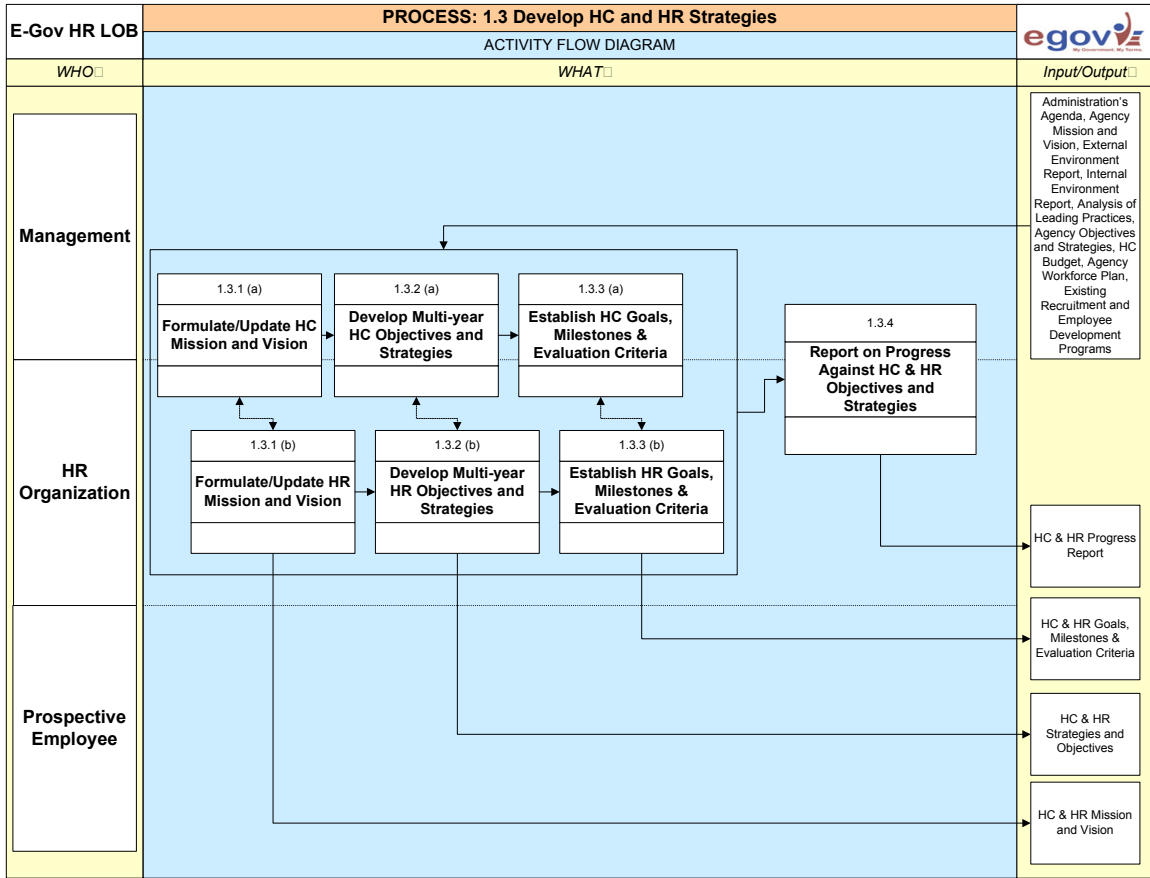 E-Gov HR LOB
PROCESS: 1.3 Develop HC and HR Strategies
ACTIVITY FLOW DIAGRAM
egov
My Government. My Terms.
WHO□
WHAT□
Input/Output□
Management
HR
Organization
Prospective
Employee
1.3.1 (a)
Formulate/Update HC
Mission and Vision
1.3.2 (a)
Develop Multi-year
HC Objectives and
Strategies
1.3.3 (a)
Establish HC Goals,
Milestones &
Evaluation Criteria
1.3.4
Report on Progress
Against HC & HR
Objectives and
Strategies
1.3.1 (b)
Formulate/Update HR
Mission and Vision
1.3.2 (b)
Develop Multi-year
HR Objectives and
Strategies
1.3.3 (b)
Establish HR Goals,
Milestones &
Evaluation Criteria
Administration's
Agenda, Agency
Mission and
Vision, External
Environment
Report, Internal
Environment
Report, Analysis of
Leading Practices,
Agency Objectives
and Strategies, HC
Budget, Agency
Workforce Plan,
Existing
Recruitment and
Employee
Development
Programs
HC & HR Progress
Report
HC & HR Goals,
Milestones &
Evaluation Criteria
HC & HR
Strategies and
Objectives
HC & HR Mission
and Vision